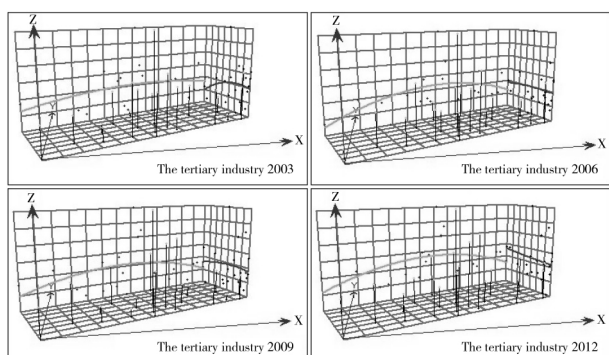 Z
Y
X
The tertiary industry 2003
Z
Y
X
The tertiary industry 2006
Z
Y
X
The tertiary industry 2009
Z
Y
X
The tertiary industry 2012